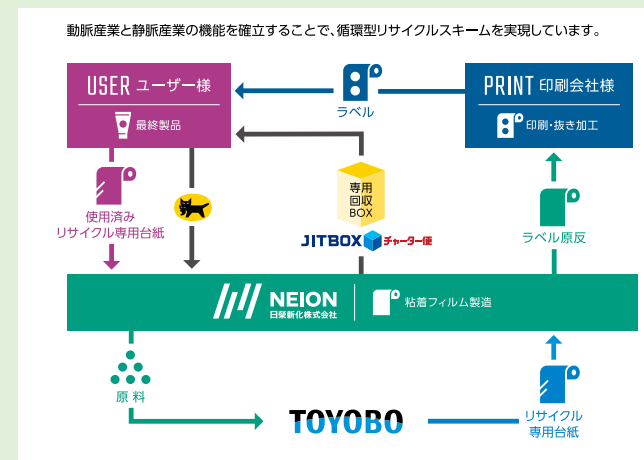 動脈産業と静脈産業の機能を確立することで、循環型リサイクルスキームを実現しています。
USER ユーザー様
最終製品
ラベル
PRINT 印刷会社様
印刷・抜き加工
使用済み
リサイクル専用台紙
専用
回収
BOX
JITBOX チャーター便
ラベル原反
NEION
日榮新化株式会社
粘着フィルム製造
原料
TOYOBO
リサイクル
専用台紙